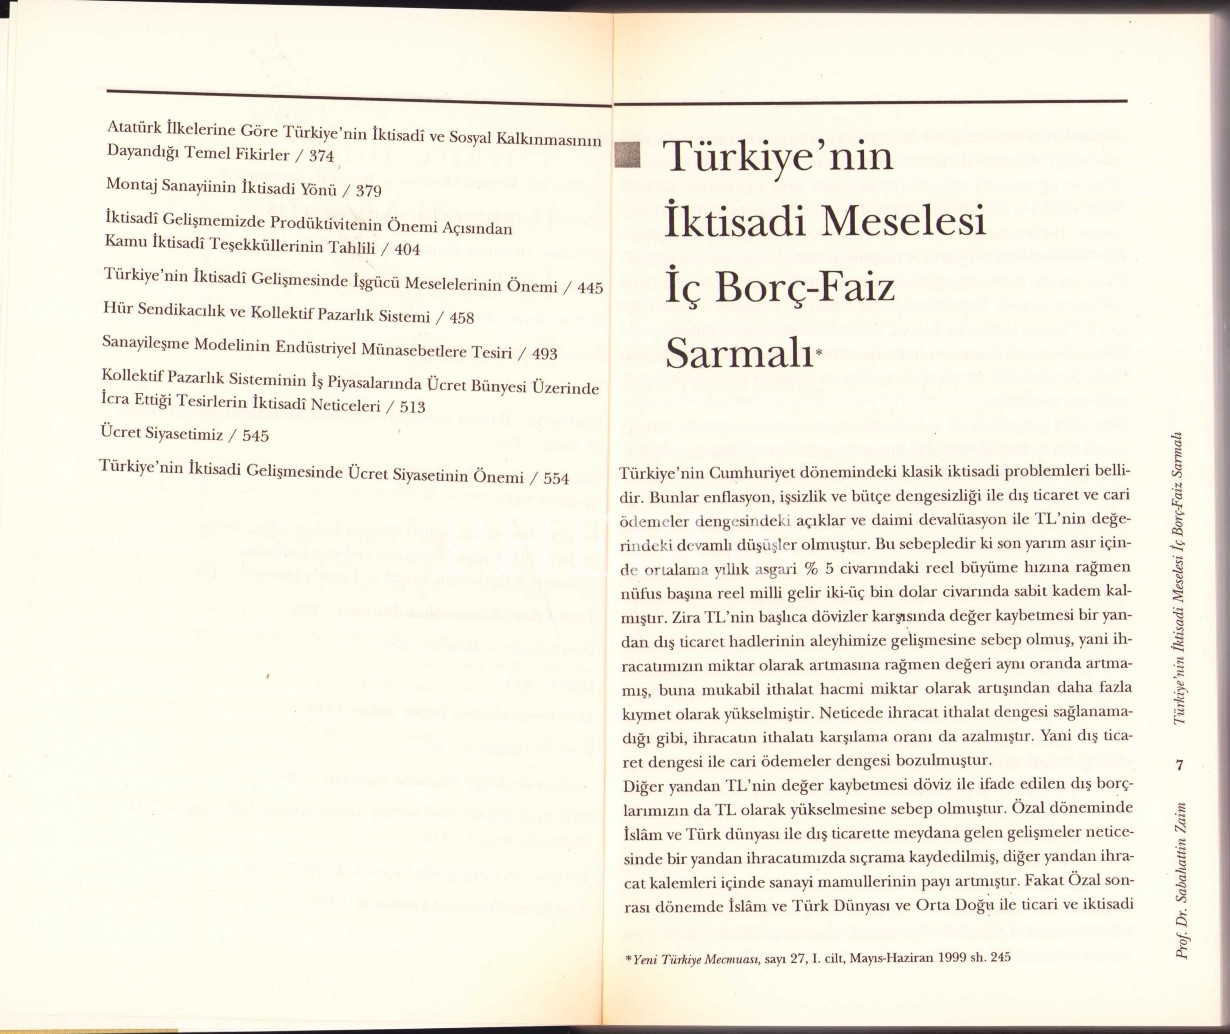 Atatürk İlkelerine Göre Türkiye'nin İktisadî ve Sosyal Kalkınmasının
Dayandığı Temel Fikirler / 374
Montaj Sanayiinin İktisadi Yönü / 379
İktisadî Gelişmemizde Prodüktivitenin Önemi Açısından
Kamu İktisadî Teşekküllerinin Tahlili / 404
Türkiye'nin İktisadî Gelişmesinde İşgücü Meselelerinin Önemi / 445
Hür Sendikacılık ve Kollektif Pazarlık Sistemi / 458
Sanayileşme Modelinin Endüstriyel Münasebetlere Tesiri / 493
Kollektif Pazarlık Sisteminin İş Piyasalarında Ücret Bünyesi Üzerinde
İcra Ettiği Tesirlerin İktisadî Neticeleri / 513
Ücret Siyasetimiz / 545
Türkiye'nin İktisadi Gelişmesinde Ücret Siyasetinin Önemi / 554
Türkiye'nin
İktisadi Meselesi
İç Borç-Faiz
Sarmalı*
Türkiye'nin Cumhuriyet dönemindeki klasik iktisadi problemleri belli-
dir. Bunlar enflasyon, işsizlik ve bütçe dengesizliği ile dış ticaret ve cari
ödemeler dengesindeki açıklar ve daimi devalüasyon ile TL'nin değe-
rindeki devamlı düşüşler olmuştur. Bu sebepledir ki son yarım asır için-
de ortalama yıllık asgari % 5 civarındaki reel büyüme hızına rağmen
nüfus başına reel milli gelir iki-üç bin dolar civarında sabit kadem kal-
mıştır. Zira TL'nin başlıca dövizler karşısında değer kaybetmesi bir yan-
dan dış ticaret hadlerinin aleyhimize gelişmesine sebep olmuş, yani ih-
racatımızın miktar olarak artmasına rağmen değeri aynı oranda artma-
mış, buna mukabil ithalat hacmi miktar olarak artışından daha fazla
kıymet olarak yükselmiştir. Neticede ihracat ithalat dengesi sağlanama-
dığı gibi, ihracatın ithalatı karşılama oranı da azalmıştır. Yani dış tica-
ret dengesi ile cari ödemeler dengesi bozulmuştur.
Diğer yandan TL'nin değer kaybetmesi döviz ile ifade edilen dış borç-
larımızın da TL olarak yükselmesine sebep olmuştur. Özal döneminde
İslâm ve Türk dünyası ile dış ticarette meydana gelen gelişmeler netice-
sinde bir yandan ihracatımızda sıçrama kaydedilmiş, diğer yandan ihra-
cat kalemleri içinde sanayi mamullerinin payı artmıştır. Fakat Özal son-
rası dönemde İslâm ve Türk Dünyası ve Orta Doğu ile ticari ve iktisadi
*Yeni Türkiye Mecmuası, sayı 27, I. cilt, Mayıs-Haziran 1999 sh. 245
Türkiye'nin İktisadi Meselesi İç Borç-Faiz Sarmalı
7
Prof. Dr. Sabahattin Zaim